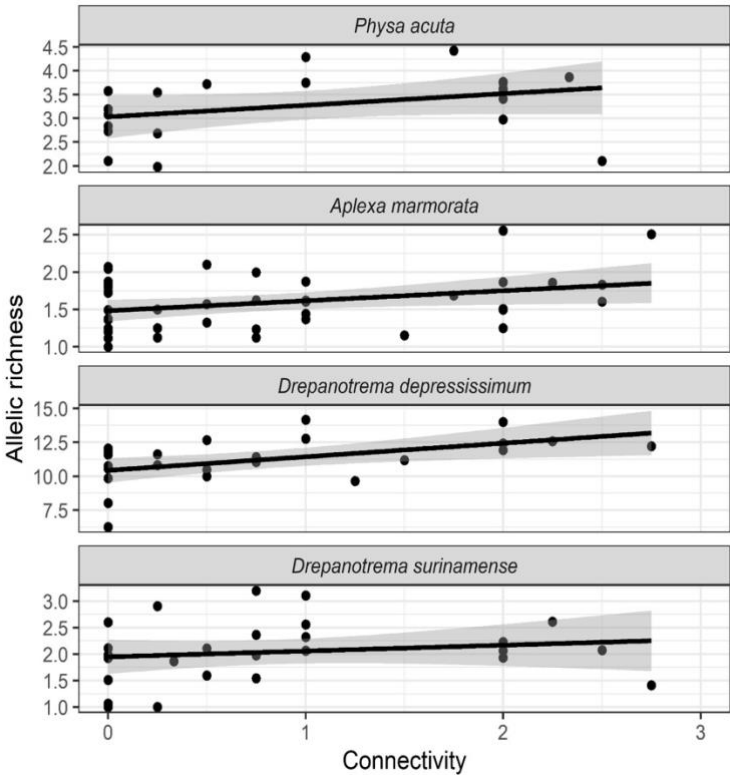 Physa acuta
4.5
4.0
3.5
3.0
2.5
2.0
Aplexa marmorata
2.5
2.0
1.5
1.0
Allelic richness
Drepanotrema depressissimum
15.0
12.5
10.0
7.5
Drepanotrema surinamense
3.0
2.5
2.0
1.5
1.0
0 1 2 3
Connectivity